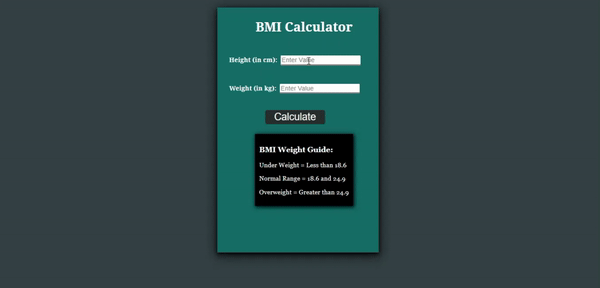 BMI Calculator
Height (in cm): Enter Value
Weight (in kg): Enter Value
Calculate
BMI Weight Guide:
Under Weight = Less than 18.6
Normal Range = 18.6 and 24.9
Overweight = Greater than 24.9